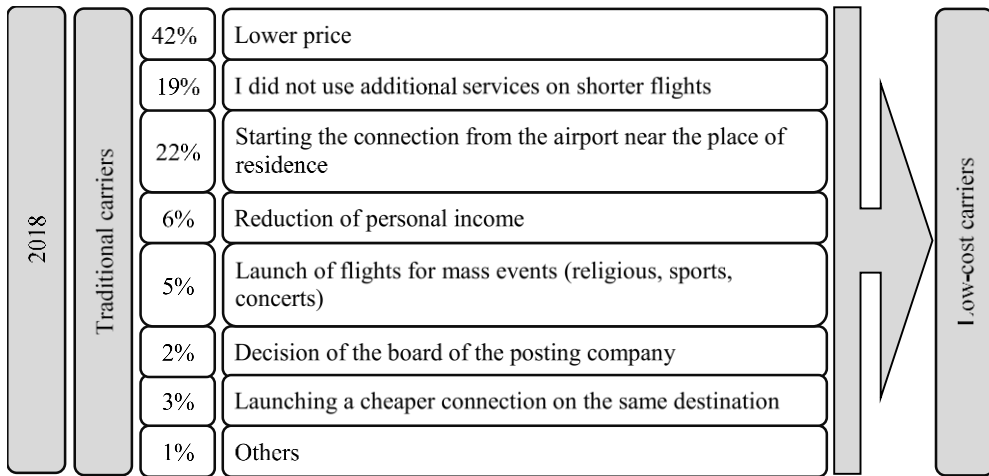 2018
Traditional carriers
42% Lower price
19% I did not use additional services on shorter flights
22% Starting the connection from the airport near the place of
residence
6% Reduction of personal income
5% Launch of flights for mass events (religious, sports,
concerts)
2% Decision of the board of the posting company
3% Launching a cheaper connection on the same destination
1% Others
Low-cost carriers